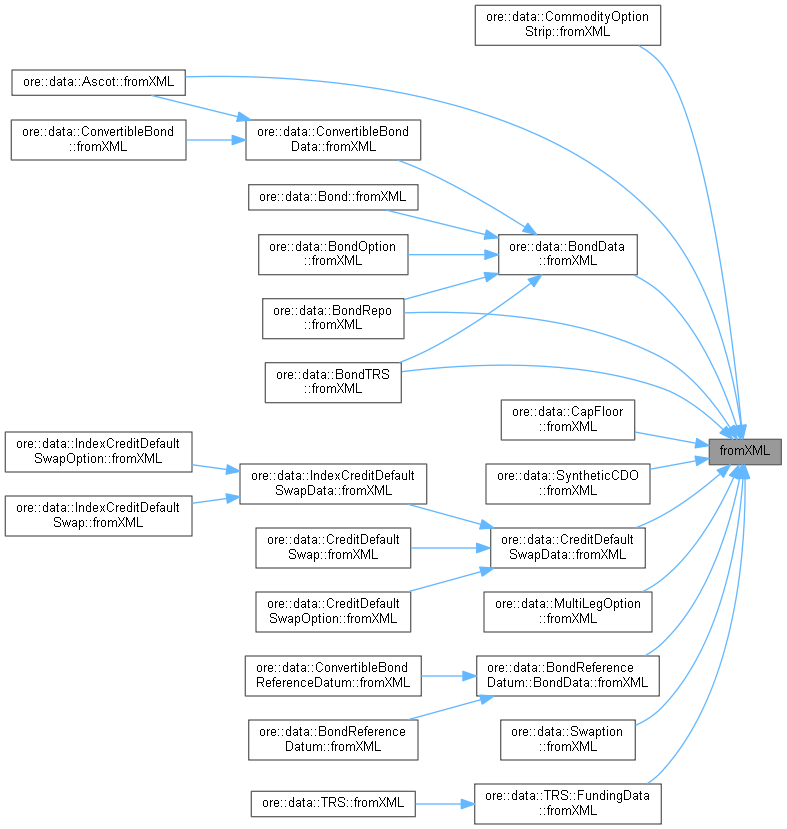 ore::data::CommodityOption
Strip::fromXML
ore::data::Ascot::fromXML
ore::data::ConvertibleBond
::fromXML
ore::data::ConvertibleBond
Data::fromXML
ore::data::Bond::fromXML
ore::data::BondOption
::fromXML
ore::data::BondData
::fromXML
ore::data::BondRepo
::fromXML
ore::data::BondTRS
::fromXML
ore::data::CapFloor
::fromXML
fromXML
ore::data::IndexCreditDefault
SwapOption::fromXML
ore::data::IndexCreditDefault
SwapData::fromXML
ore::data::SyntheticCDO
::fromXML
ore::data::IndexCreditDefault
Swap::fromXML
ore::data::CreditDefault
Swap::fromXML
ore::data::CreditDefault
SwapData::fromXML
ore::data::CreditDefault
SwapOption::fromXML
ore::data::MultiLegOption
::fromXML
ore::data::ConvertibleBond
ReferenceDatum::fromXML
ore::data::BondReference
Datum::BondData::fromXML
ore::data::BondReference
Datum::fromXML
ore::data::Swaption
::fromXML
ore::data::TRS::fromXML
ore::data::TRS::FundingData
::fromXML